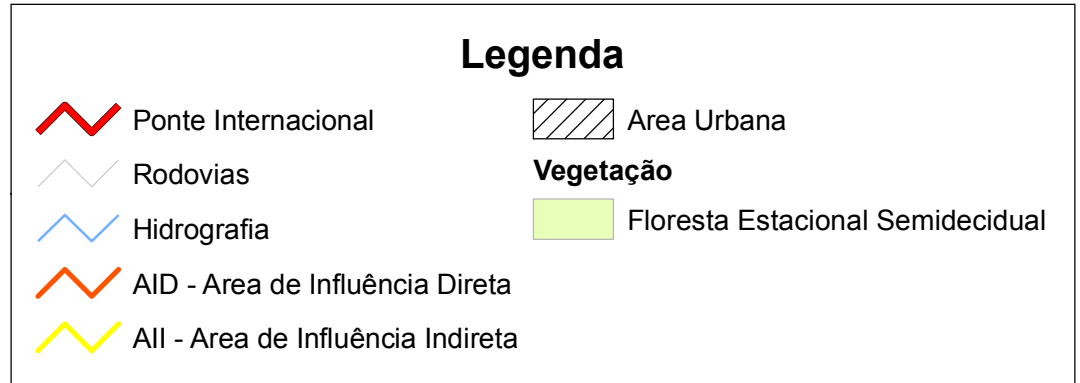 Legenda
Ponte Internacional
Rodovias
Hidrografia
AID - Area de Influência Direta
AII - Area de Influência Indireta
Area Urbana
Vegetação
Floresta Estacional Semidecidual